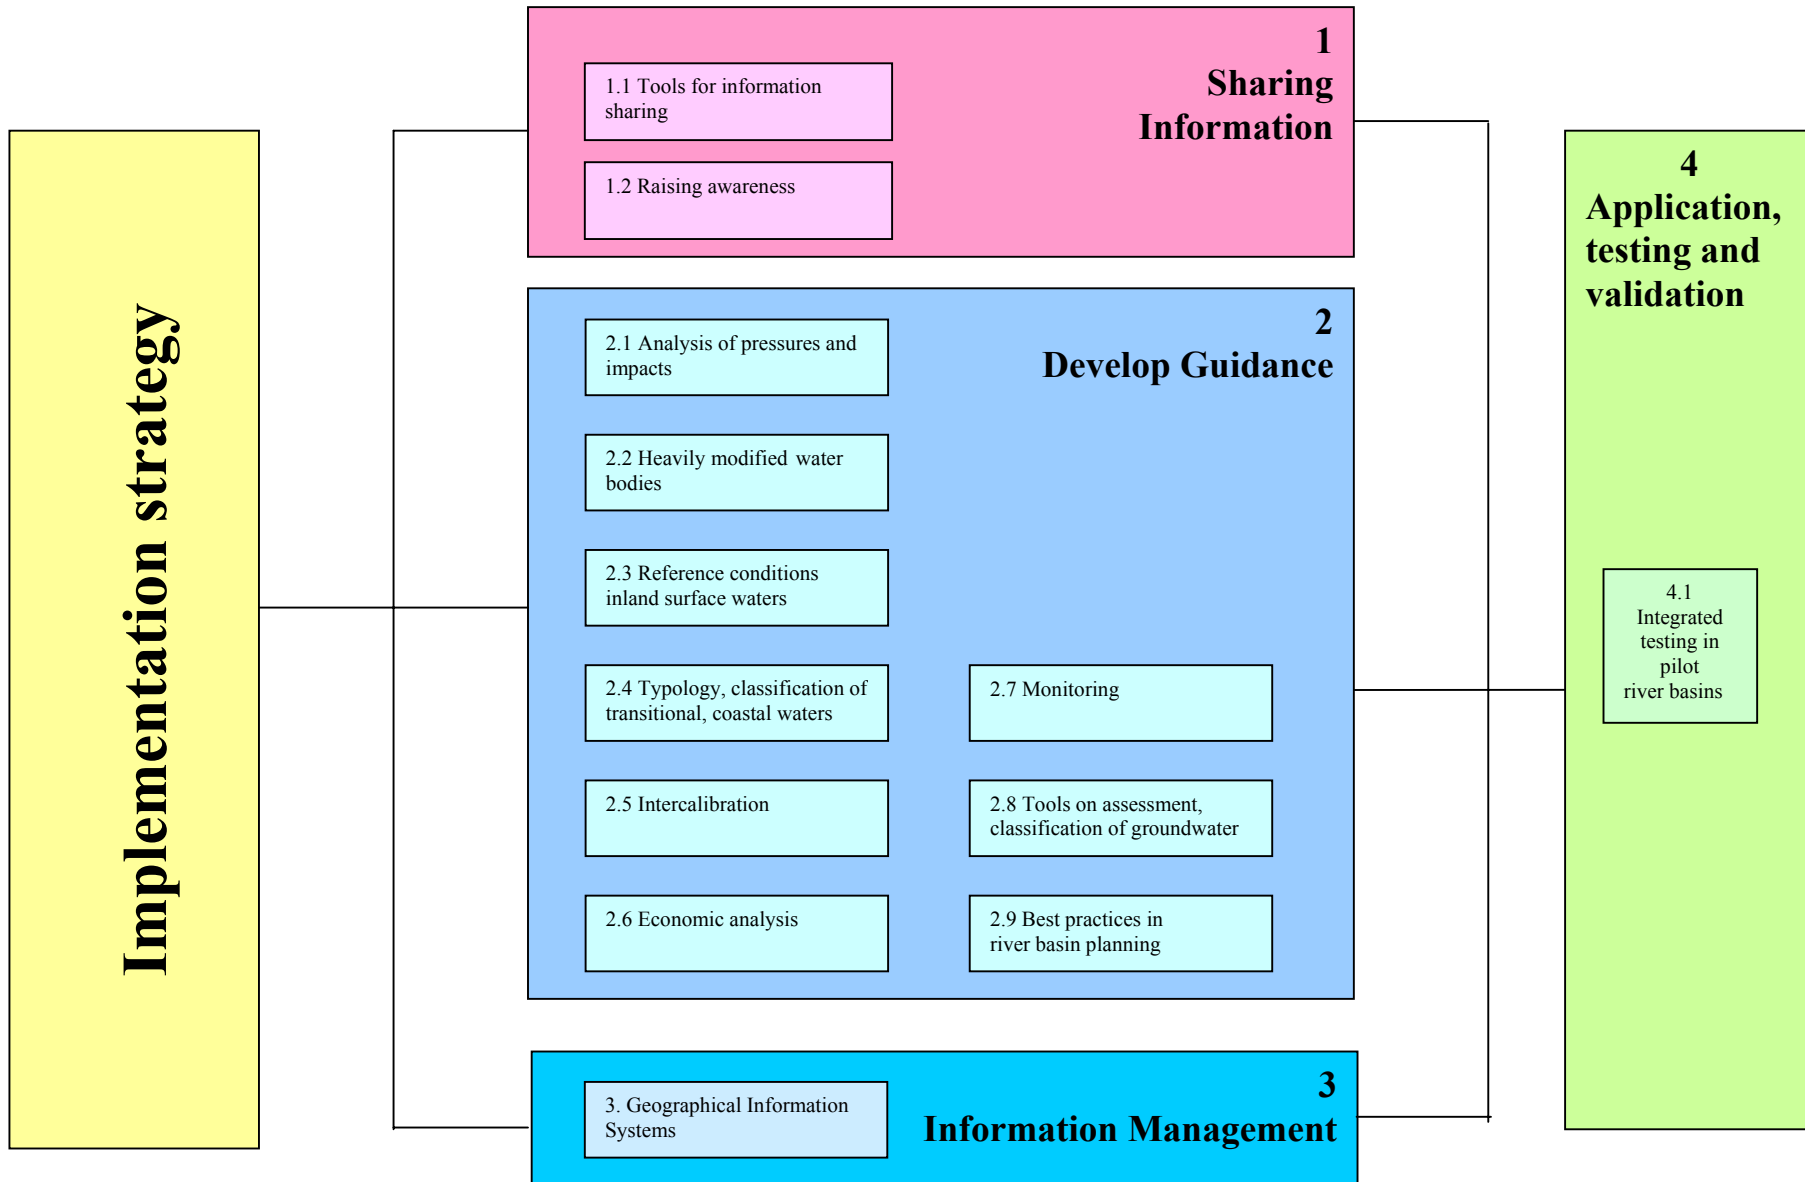 Implementation strategy
1
Sharing
Information
1.1 Tools for information
sharing
1.2 Raising awareness
2
Develop Guidance
2.1 Analysis of pressures and
impacts
2.2 Heavily modified water
bodies
2.3 Reference conditions
inland surface waters
2.4 Typology, classification of
transitional, coastal waters
2.5 Intercalibration
2.6 Economic analysis
2.7 Monitoring
2.8 Tools on assessment,
classification of groundwater
2.9 Best practices in
river basin planning
3
Information Management
3. Geographical Information
Systems
4
Application,
testing and
validation
4.1
Integrated
testing in
pilot
river basins